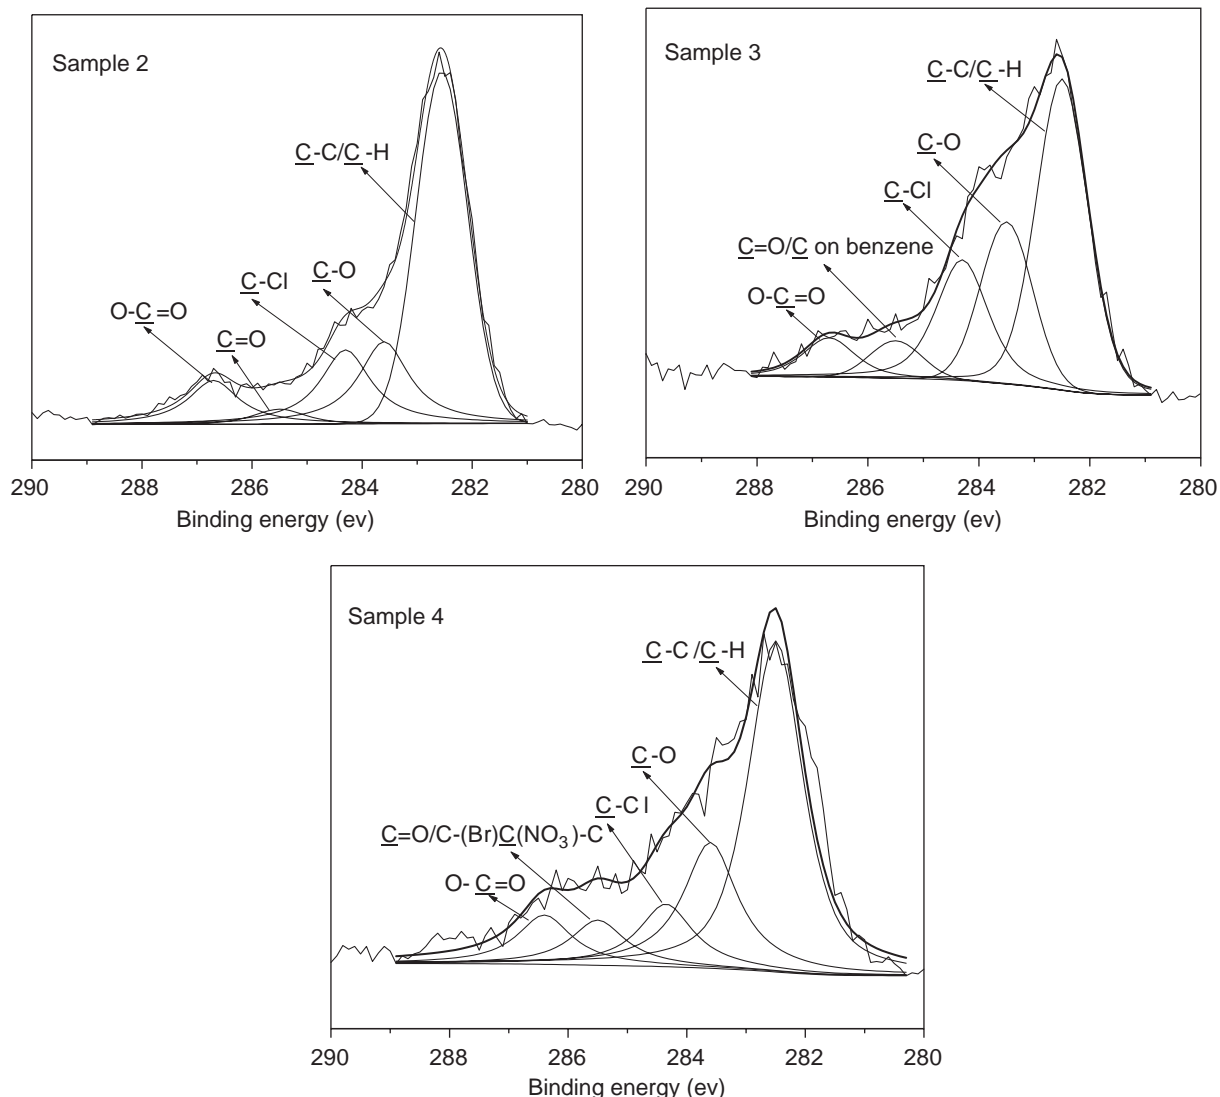 Sample 2
C-C/C-H
C-Cl
C-O
O-C=O
C=O
290
288
286
284
282
280
Binding energy (ev)
Sample 3
C-C/C-H
C-O
C-Cl
C=O/C on benzene
O-C=O
290
288
286
284
282
280
Binding energy (ev)
Sample 4
C-C/C-H
C-O
C-Cl
C=O/C-(Br)C(NO3)-C
O-C=O
290
288
286
284
282
280
Binding energy (ev)